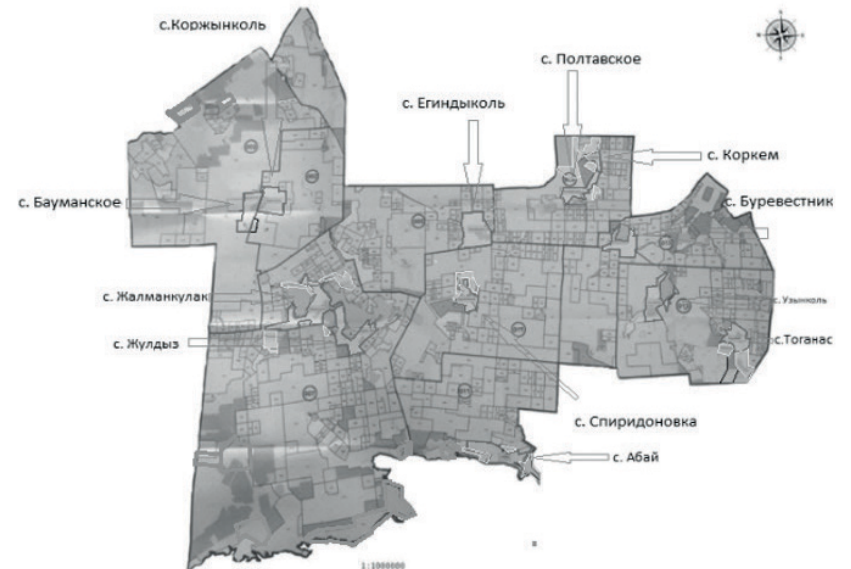 с.Коржынколь
с. Полтавское
с. Егиндыколь
с. Коркем
с. Бауманское
с. Буревестник
с. Жалманкулак
с. Узынколь
с. Жулдыз
с.Тоганас
с. Спиридоновка
с. Абай
1:1000000